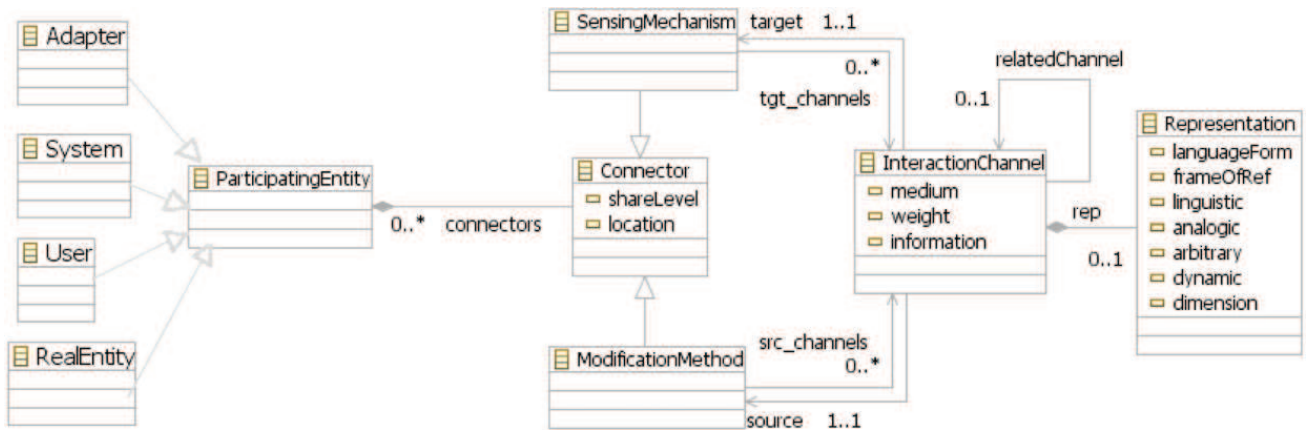 Adapter
System
User
RealEntity
ParticipatingEntity
0..* connectors
SensingMechanism
target 1..1
0..*
tgt_channels
Connector
shareLevel
location
ModificationMethod
src_channels
0..*
source 1..1
relatedChannel
0..1
InteractionChannel
medium
weight
information
rep
0..1
Representation
languageForm
frameOfRef
linguistic
analogic
arbitrary
dynamic
dimension